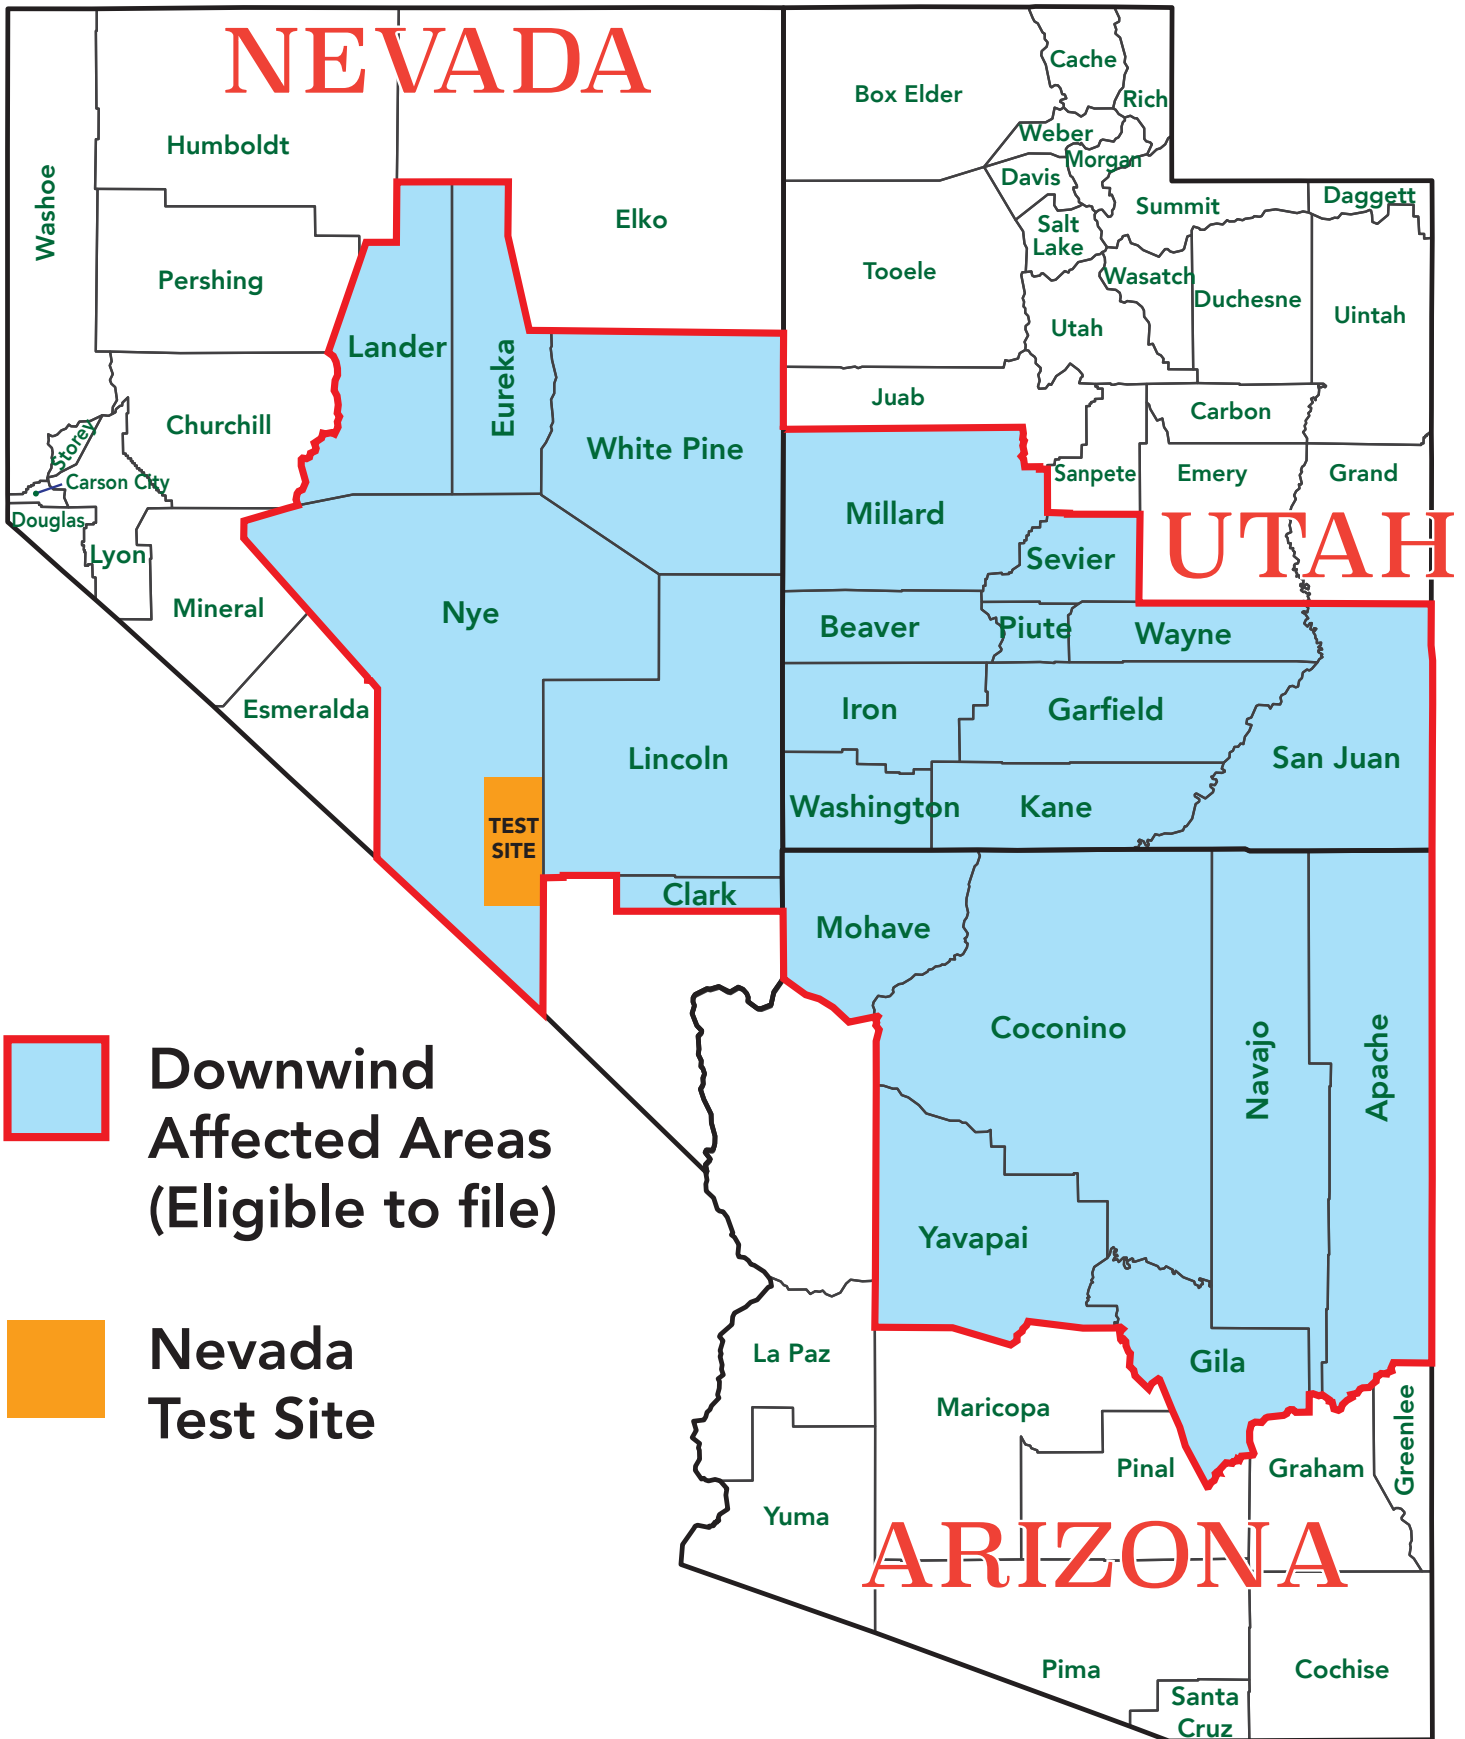 NEVADA
Cache
Box Elder
Rich
Weber
Humboldt
Morgan
Davis
Washoe
Daggett
Summit
Elko
Salt
Lake
Tooele
Wasatch
Pershing
Duchesne
Uintah
Utah
Lander
Eureka
Juab
Carbon
Churchill
Storey
White Pine
Sanpete
Emery
Grand
Carson City
Millard
Douglas
UTAH
Lyon
Sevier
Mineral
Nye
Beaver
Piute
Wayne
Esmeralda
Iron
Garfield
Lincoln
San Juan
Washington
Kane
TEST
SITE
Clark
Mohave
Coconino
Navajo
Apache
Downwind
Affected Areas
(Eligible to file)
Yavapai
Nevada
Test Site
La Paz
Gila
Maricopa
Greenlee
Pinal
Graham
Yuma
ARIZONA
Pima
Cochise
Santa
Cruz